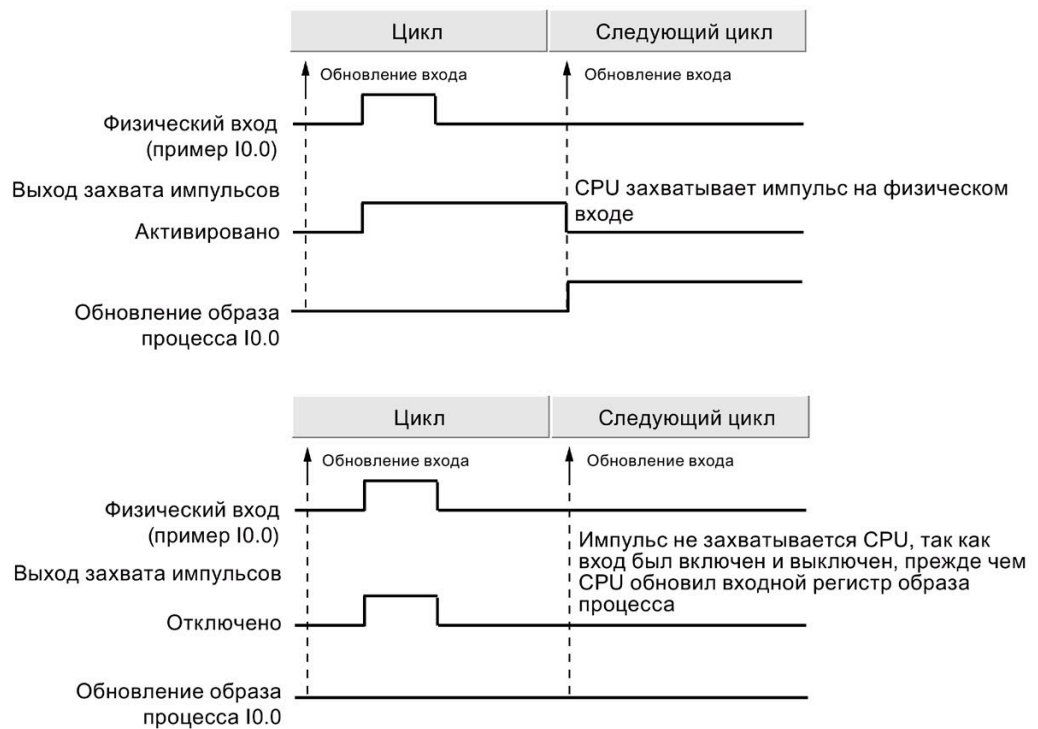 Цикл
Следующий цикл
Обновление входа
Обновление входа
Физический вход
(пример I0.0)
Выход захвата импульсов
Активировано
CPU захватывает импульс на физическом
входе
Обновление образа
процесса I0.0
Цикл
Следующий цикл
Обновление входа
Обновление входа
Физический вход
(пример I0.0)
Выход захвата импульсов
Отключено
Импульс не захватывается CPU, так как
вход был включен и выключен, прежде чем
CPU обновил входной регистр образа
процесса
Обновление образа
процесса I0.0